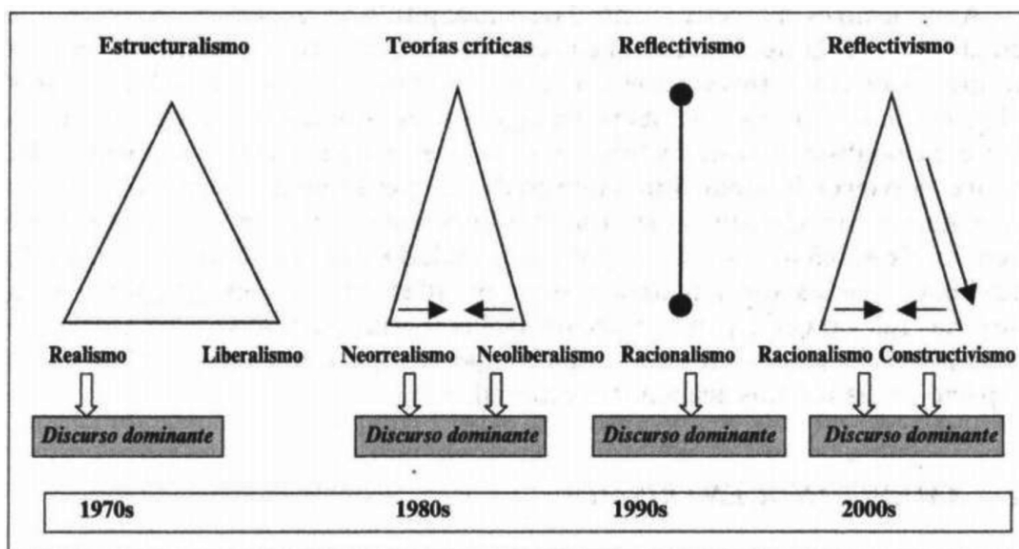 Estructuralismo Teorías críticas Reflectivismo Reflectivismo
Realismo Liberalismo Neorrealismo Neoliberalismo Racionalismo Racionalismo Constructivismo
Discurso dominante Discurso dominante Discurso dominante Discurso dominante
1970s 1980s 1990s 2000s